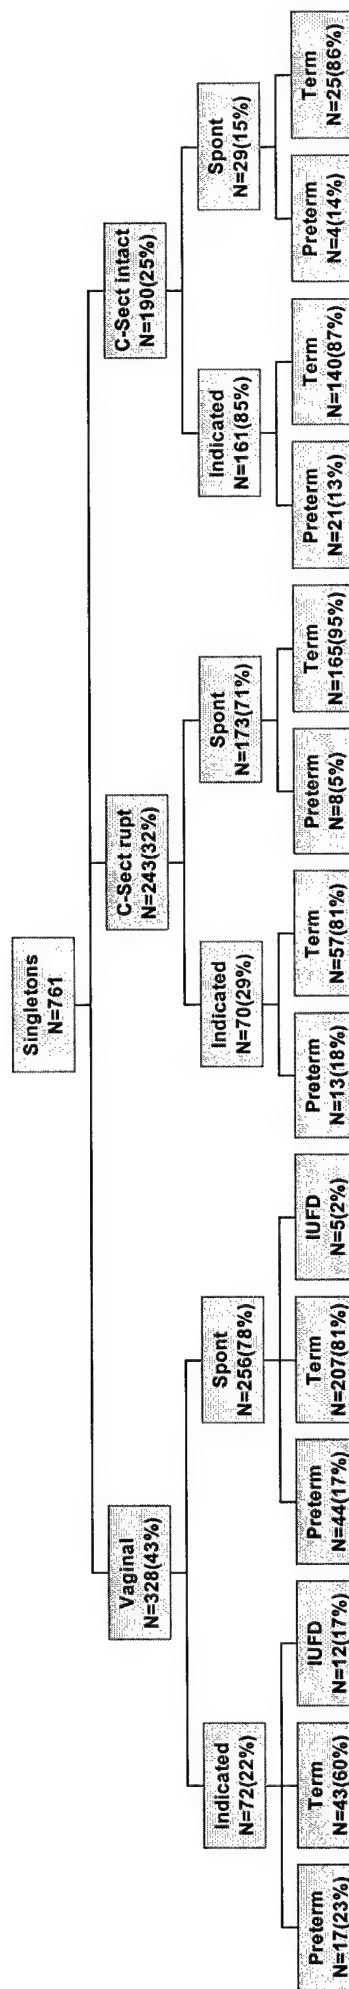 Singletons
N=761
Vaginal
N=328(43%)
C-Sect rupt
N=243(32%)
C-Sect intact
N=190(25%)
Indicated
N=72(22%)
Spont
N=256(78%)
Indicated
N=70(29%)
Spont
N=173(71%)
Indicated
N=161(85%)
Spont
N=29(15%)
Preterm
N=17(23%)
Term
N=43(60%)
IUFD
N=12(17%)
Preterm
N=44(17%)
Term
N=207(81%)
IUFD
N=5(2%)
Preterm
N=13(18%)
Term
N=57(81%)
Preterm
N=8(5%)
Term
N=165(95%)
Preterm
N=21(13%)
Term
N=140(87%)
Preterm
N=4(14%)
Term
N=25(86%)